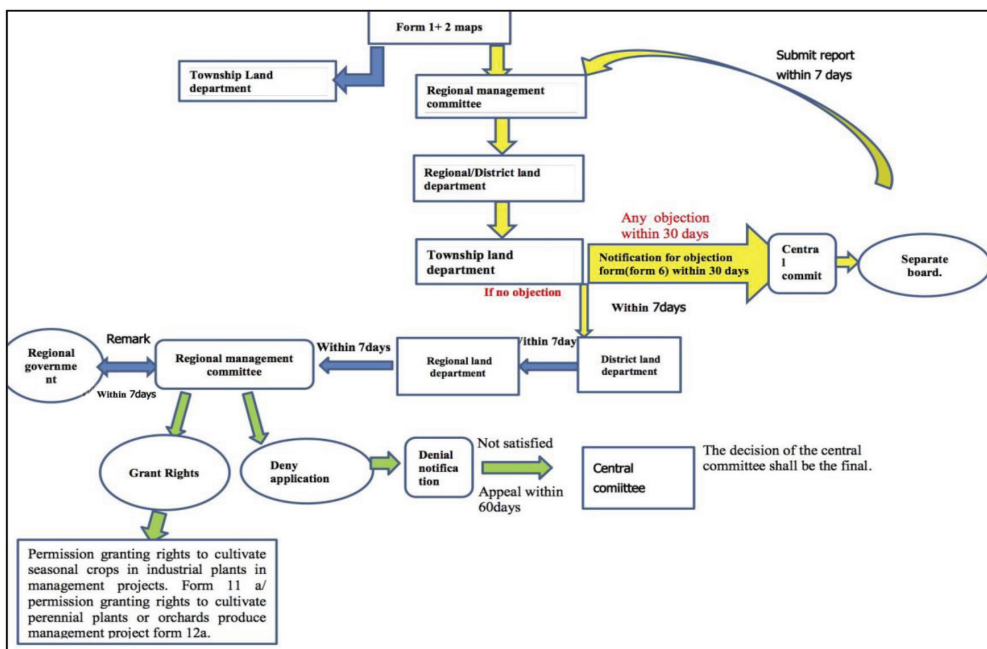 Form 1+ 2 maps
Submit report
within 7 days
Township Land
department
Regional management
committee
Regional/District land
department
Any objection
within 30 days
Township land
department
Notification for objection
form(form 6) within 30 days
Centra
l
commit
Separate
board.
If no objection
Within 7days
Remark
Regional
governme
nt
Within 7days
Regional management
committee
Within 7days
Regional land
department
Vithin 7day
District land
department
Grant Rights
Deny
application
Denial
notifica
tion
Not satisfied
Appeal within
60days
Central
comiittee
The decision of the central
committee shall be the final.
Permission granting rights to cultivate
seasonal crops in industrial plants in
management projects. Form 11 a/
permission granting rights to cultivate
perennial plants or orchards produce
management project form 12a.